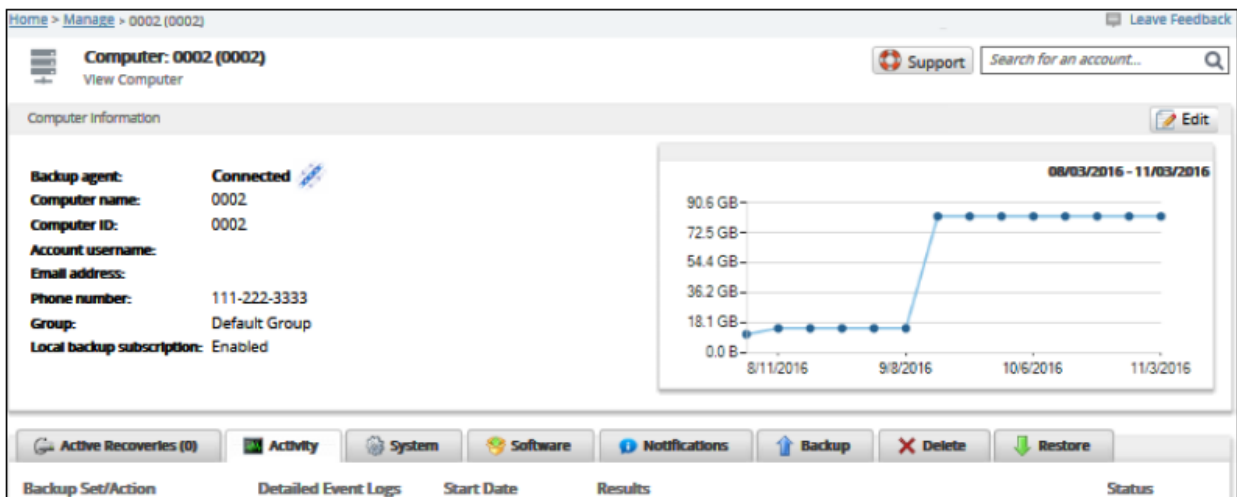 Home > Manage > 0002 (0002)
Leave Feedback
Computer: 0002 (0002)
View Computer
Support
Search for an account...
Computer Information
Edit
Backup agent: Connected
Computer name: 0002
Computer ID: 0002
Account username:
Email address:
Phone number: 111-222-3333
Group: Default Group
Local backup subscription: Enabled
08/03/2016 - 11/03/2016
90.6 GB
72.5 GB
54.4 GB
36.2 GB
18.1 GB
0.0 B
8/11/2016 9/8/2016 10/6/2016 11/3/2016
Active Recoveries (0) Activity System Software Notifications Backup Delete Restore
Backup Set/Action Detailed Event Logs Start Date Results Status